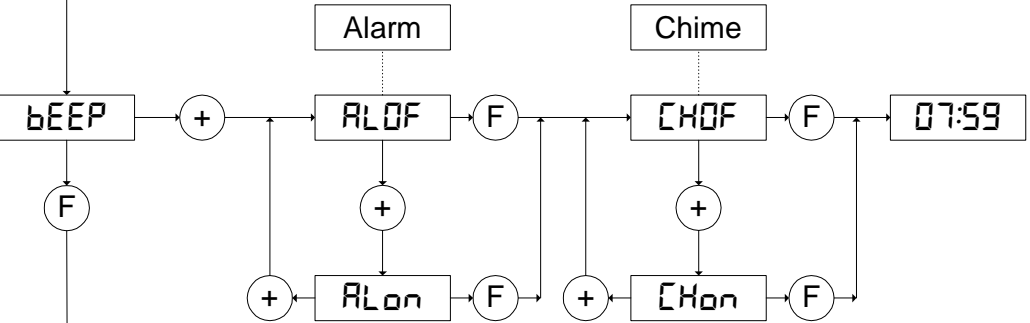 Alarm Chime
bEEP + ALOF F CHOF F 07:59
F + +
+ ALon F + CHon F